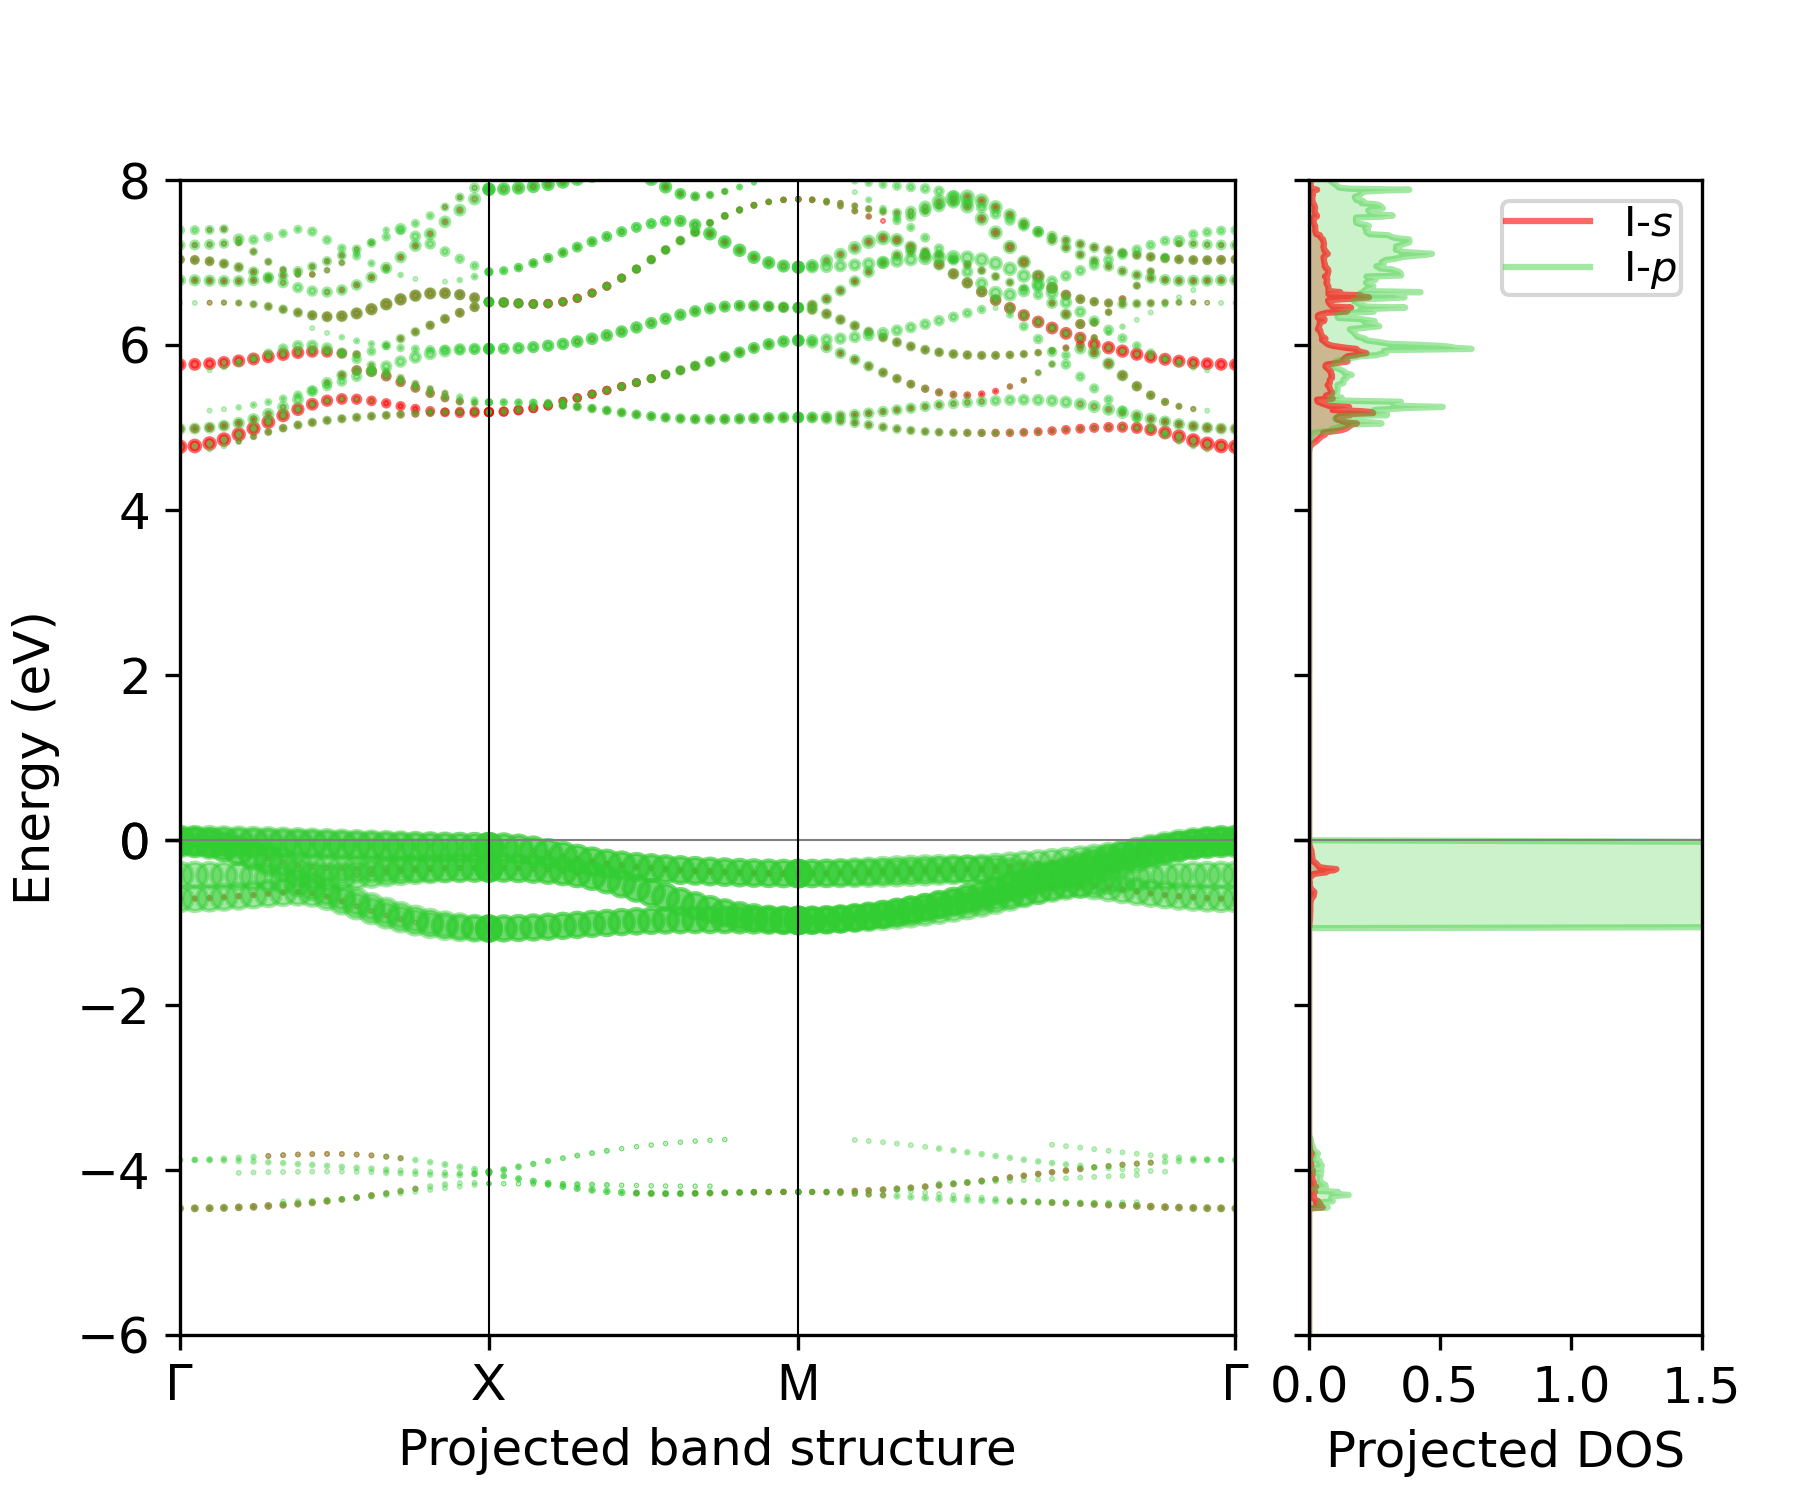 8
6
4
2
0
−2
−4
−6
Energy (eV)
Γ X M Γ
Projected band structure
I-s
I-p
0.0 0.5 1.0 1.5
Projected DOS